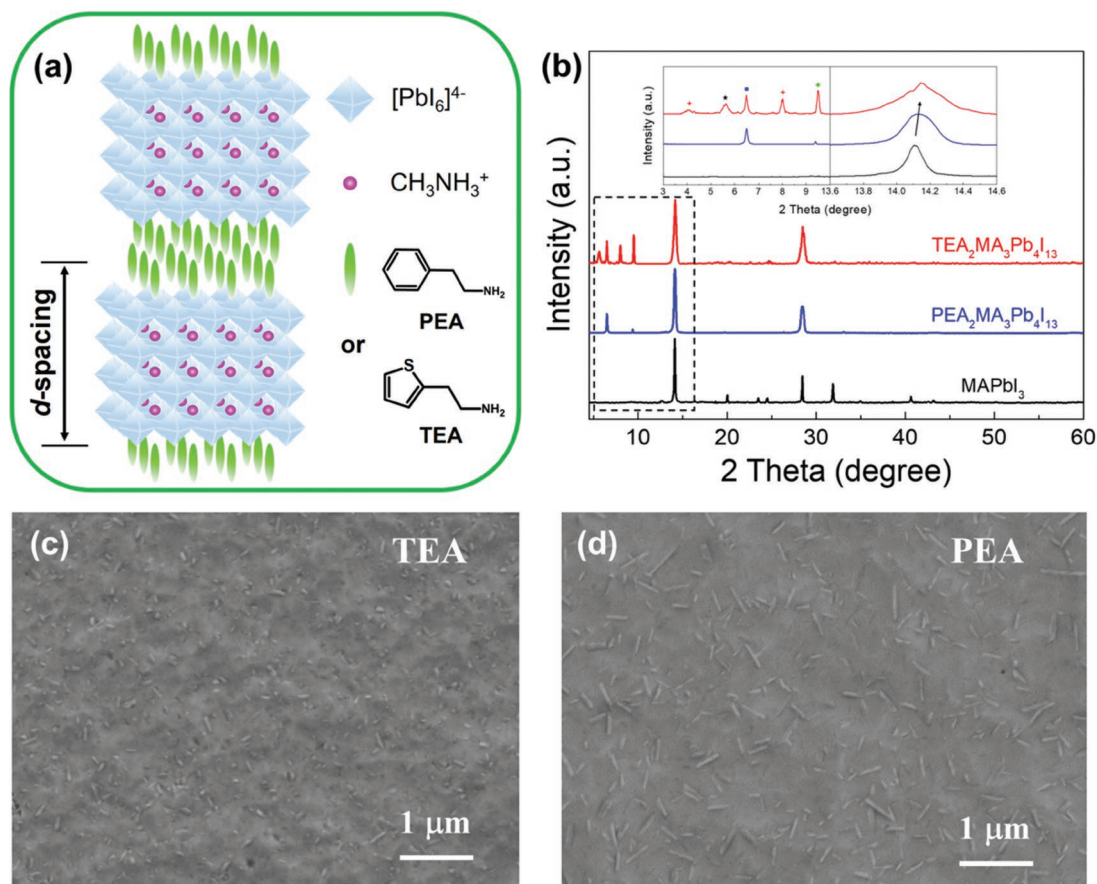 (a)
[PbI6]4-
CH3NH3+
NH2
PEA
or
S
NH2
TEA
d-spacing
(b)
Intensity (a.u.)
Intensity (a.u.)
3 4 5 6 7 8 9 10 13.6 13.8 14.0 14.2 14.4 14.6
2 Theta (degree)
TEA2MA3Pb4I13
PEA2MA3Pb4I13
MAPbI3
10 20 30 40 50 60
2 Theta (degree)
(c)
TEA
1 μm
(d)
PEA
1 μm